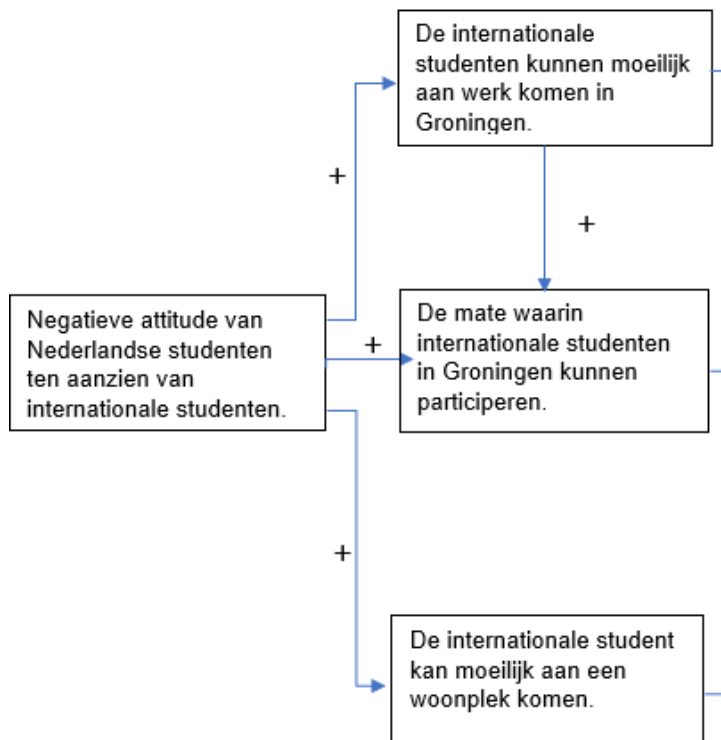 De internationale
studenten kunnen moeilijk
aan werk komen in
Groningen.
+
+
Negatieve attitude van
Nederlandse studenten
ten aanzien van
internationale studenten.
+
De mate waarin
internationale studenten
in Groningen kunnen
participeren.
+
De internationale student
kan moeilijk aan een
woonplek komen.